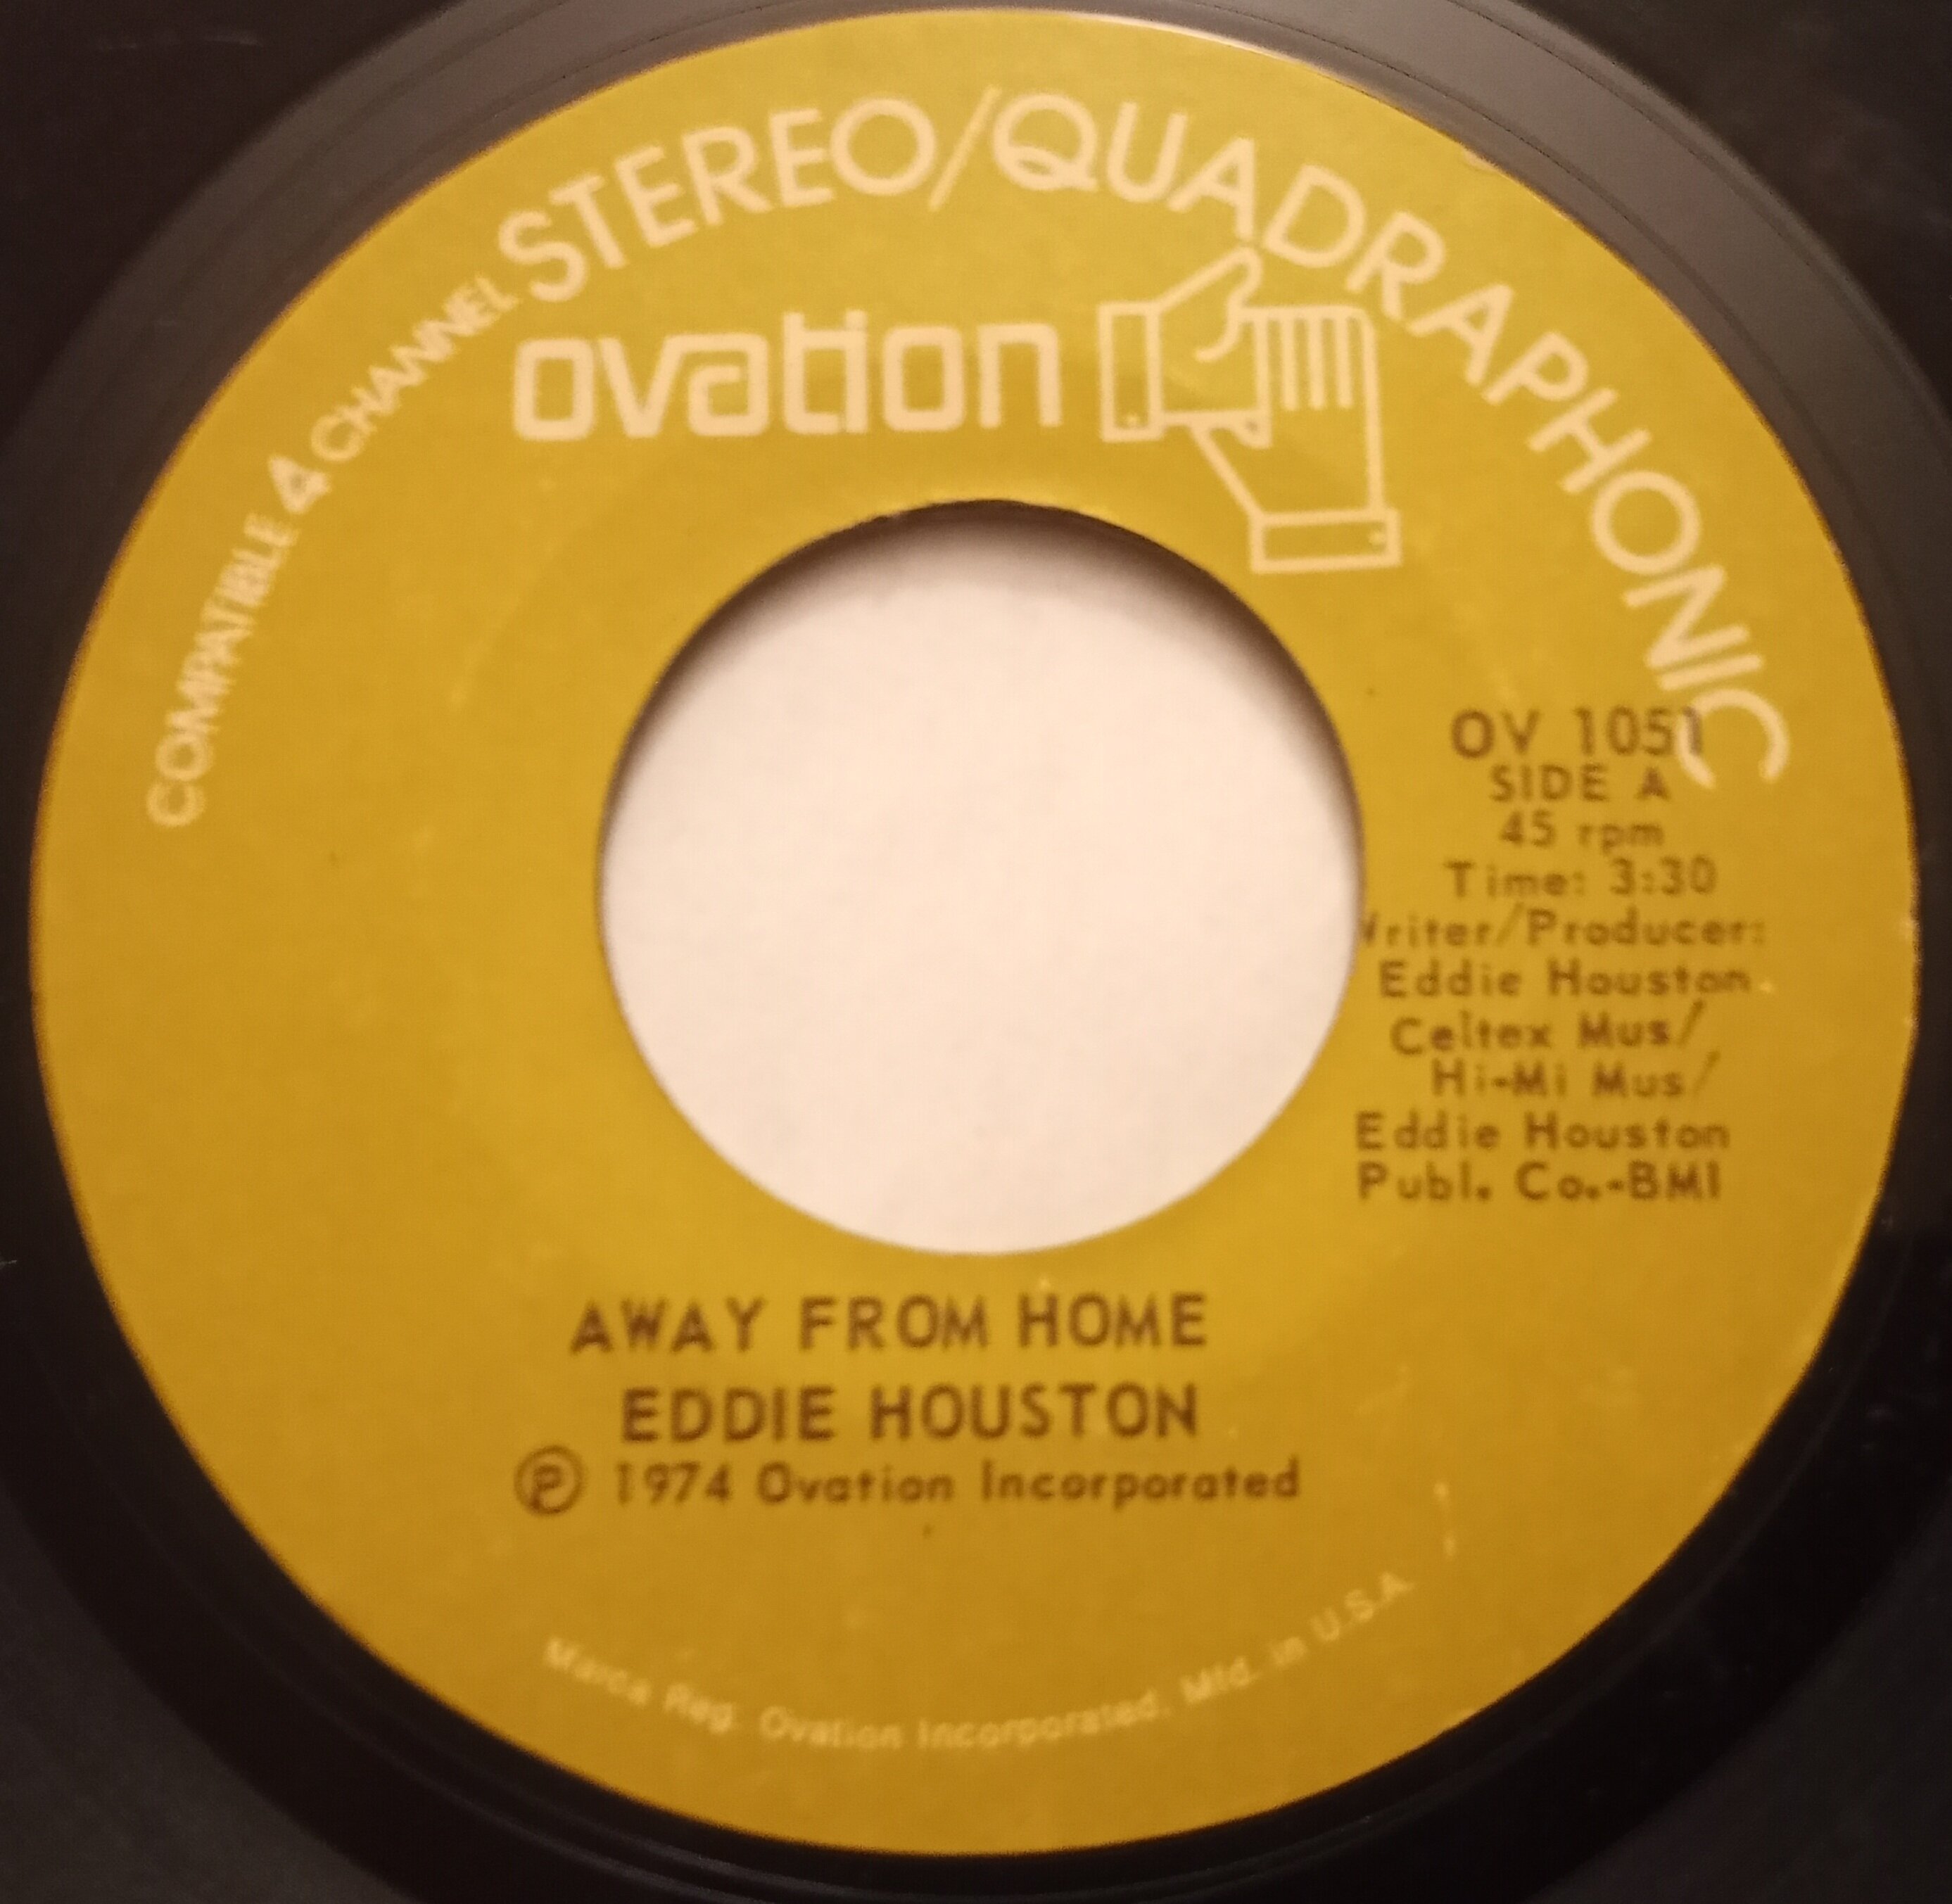 COMPATIBLE 4 CHANNEL STEREO/QUADRAPHONIC
ovation
OV 1051
SIDE A
45 rpm
Time: 3:30
Writer/Producer:
Eddie Houston
Celtex Mus/
Hi-Mi Mus/
Eddie Houston
Publ. Co.-BMI
AWAY FROM HOME
EDDIE HOUSTON
Ⓟ 1974 Ovation Incorporated
Marca Reg. Ovation Incorporated, Mfd. in U.S.A.